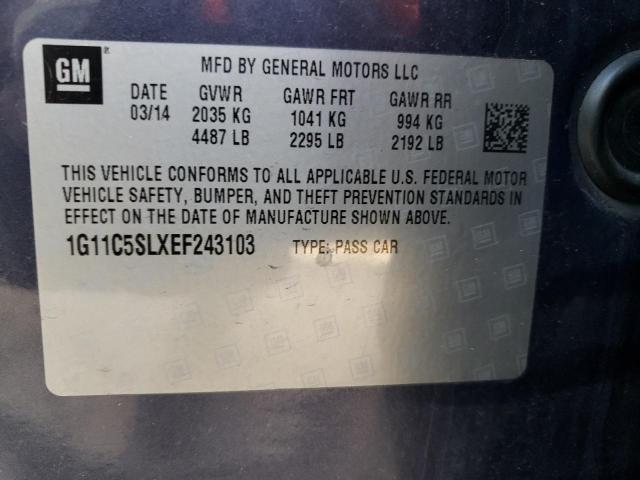 GM
MFD BY GENERAL MOTORS LLC
DATE GVWR GAWR FRT GAWR RR
03/14 2035 KG 1041 KG 994 KG
4487 LB 2295 LB 2192 LB
THIS VEHICLE CONFORMS TO ALL APPLICABLE U.S. FEDERAL MOTOR
VEHICLE SAFETY, BUMPER, AND THEFT PREVENTION STANDARDS IN
EFFECT ON THE DATE OF MANUFACTURE SHOWN ABOVE.
1G11C5SLXEF243103 TYPE: PASS CAR